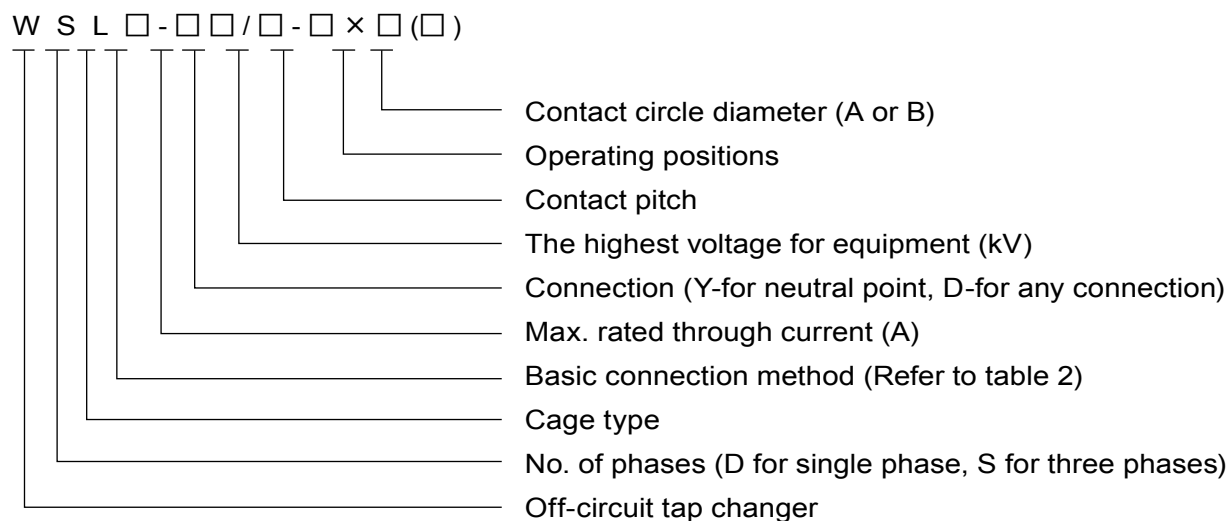 W S L □ - □ □ / □ - □ × □ (□)
Contact circle diameter (A or B)
Operating positions
Contact pitch
The highest voltage for equipment (kV)
Connection (Y-for neutral point, D-for any connection)
Max. rated through current (A)
Basic connection method (Refer to table 2)
Cage type
No. of phases (D for single phase, S for three phases)
Off-circuit tap changer